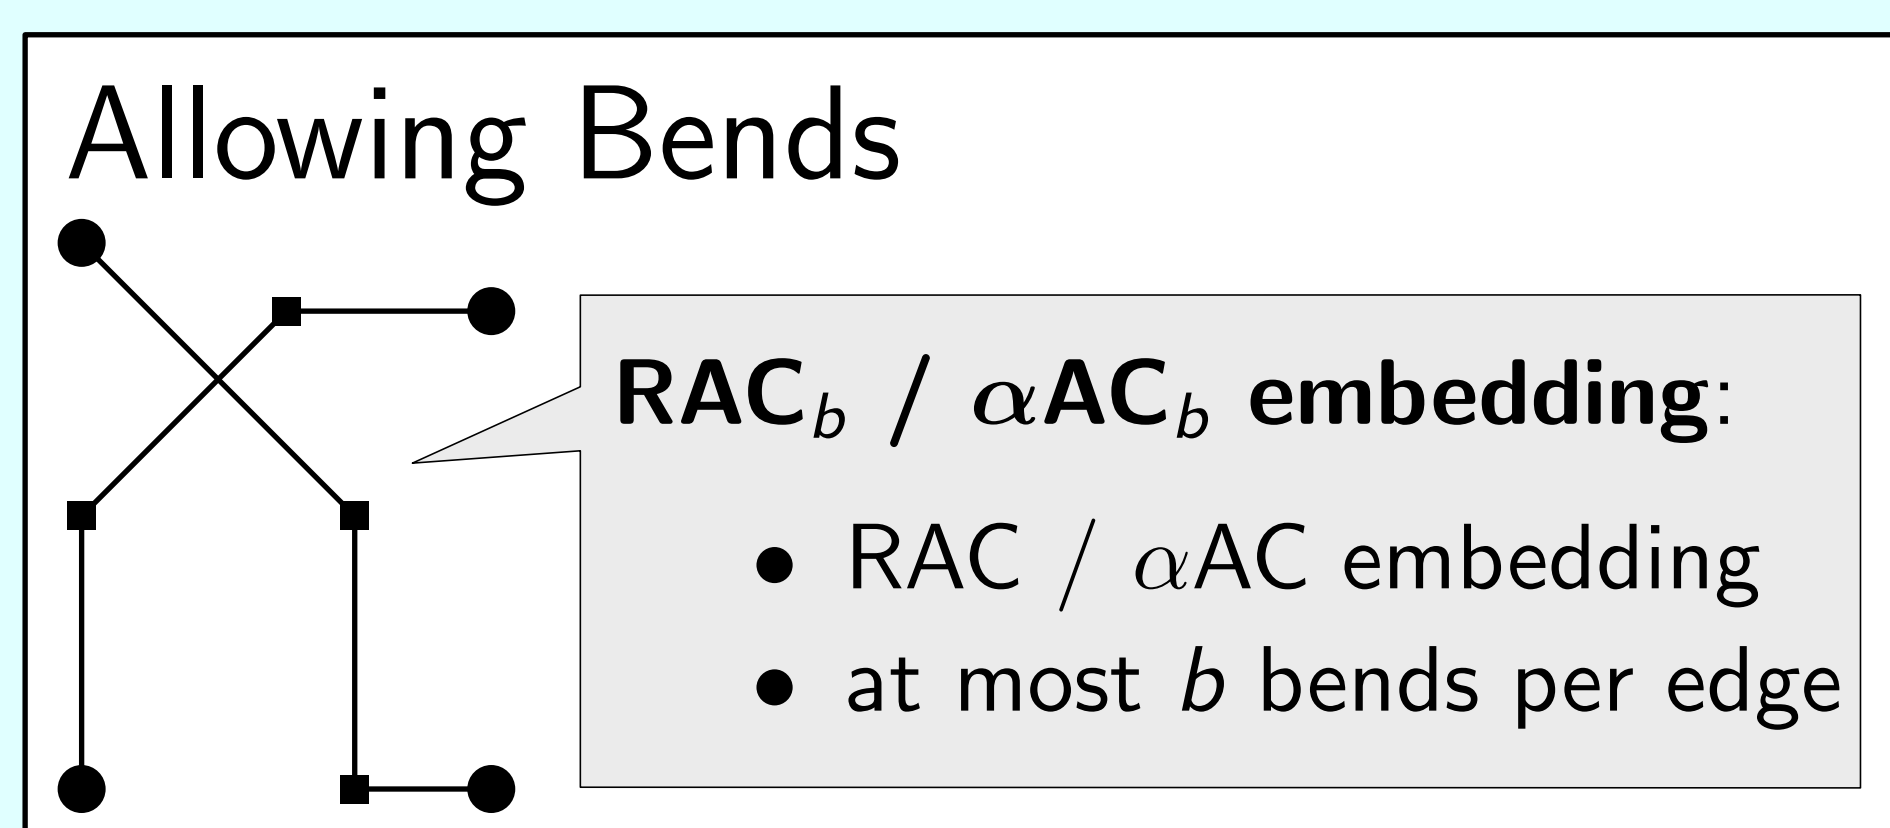 Allowing Bends
RAC_b / αAC_b embedding:
• RAC / αAC embedding
• at most b bends per edge